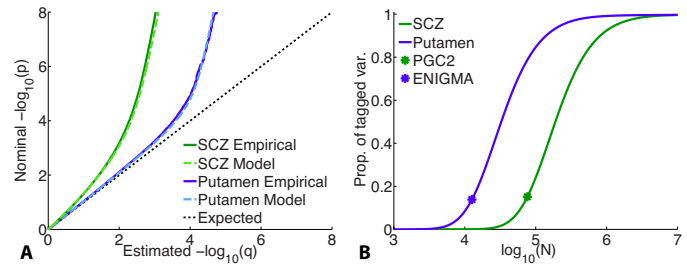 Nominal −log10(p)
8
6
4
2
0
0 2 4 6 8
Estimated −log10(q)
SCZ Empirical
SCZ Model
Putamen Empirical
Putamen Model
Expected
A
Prop. of tagged var.
1
0.8
0.6
0.4
0.2
0
3 4 5 6 7
log10(N)
SCZ
Putamen
PGC2
ENIGMA
B